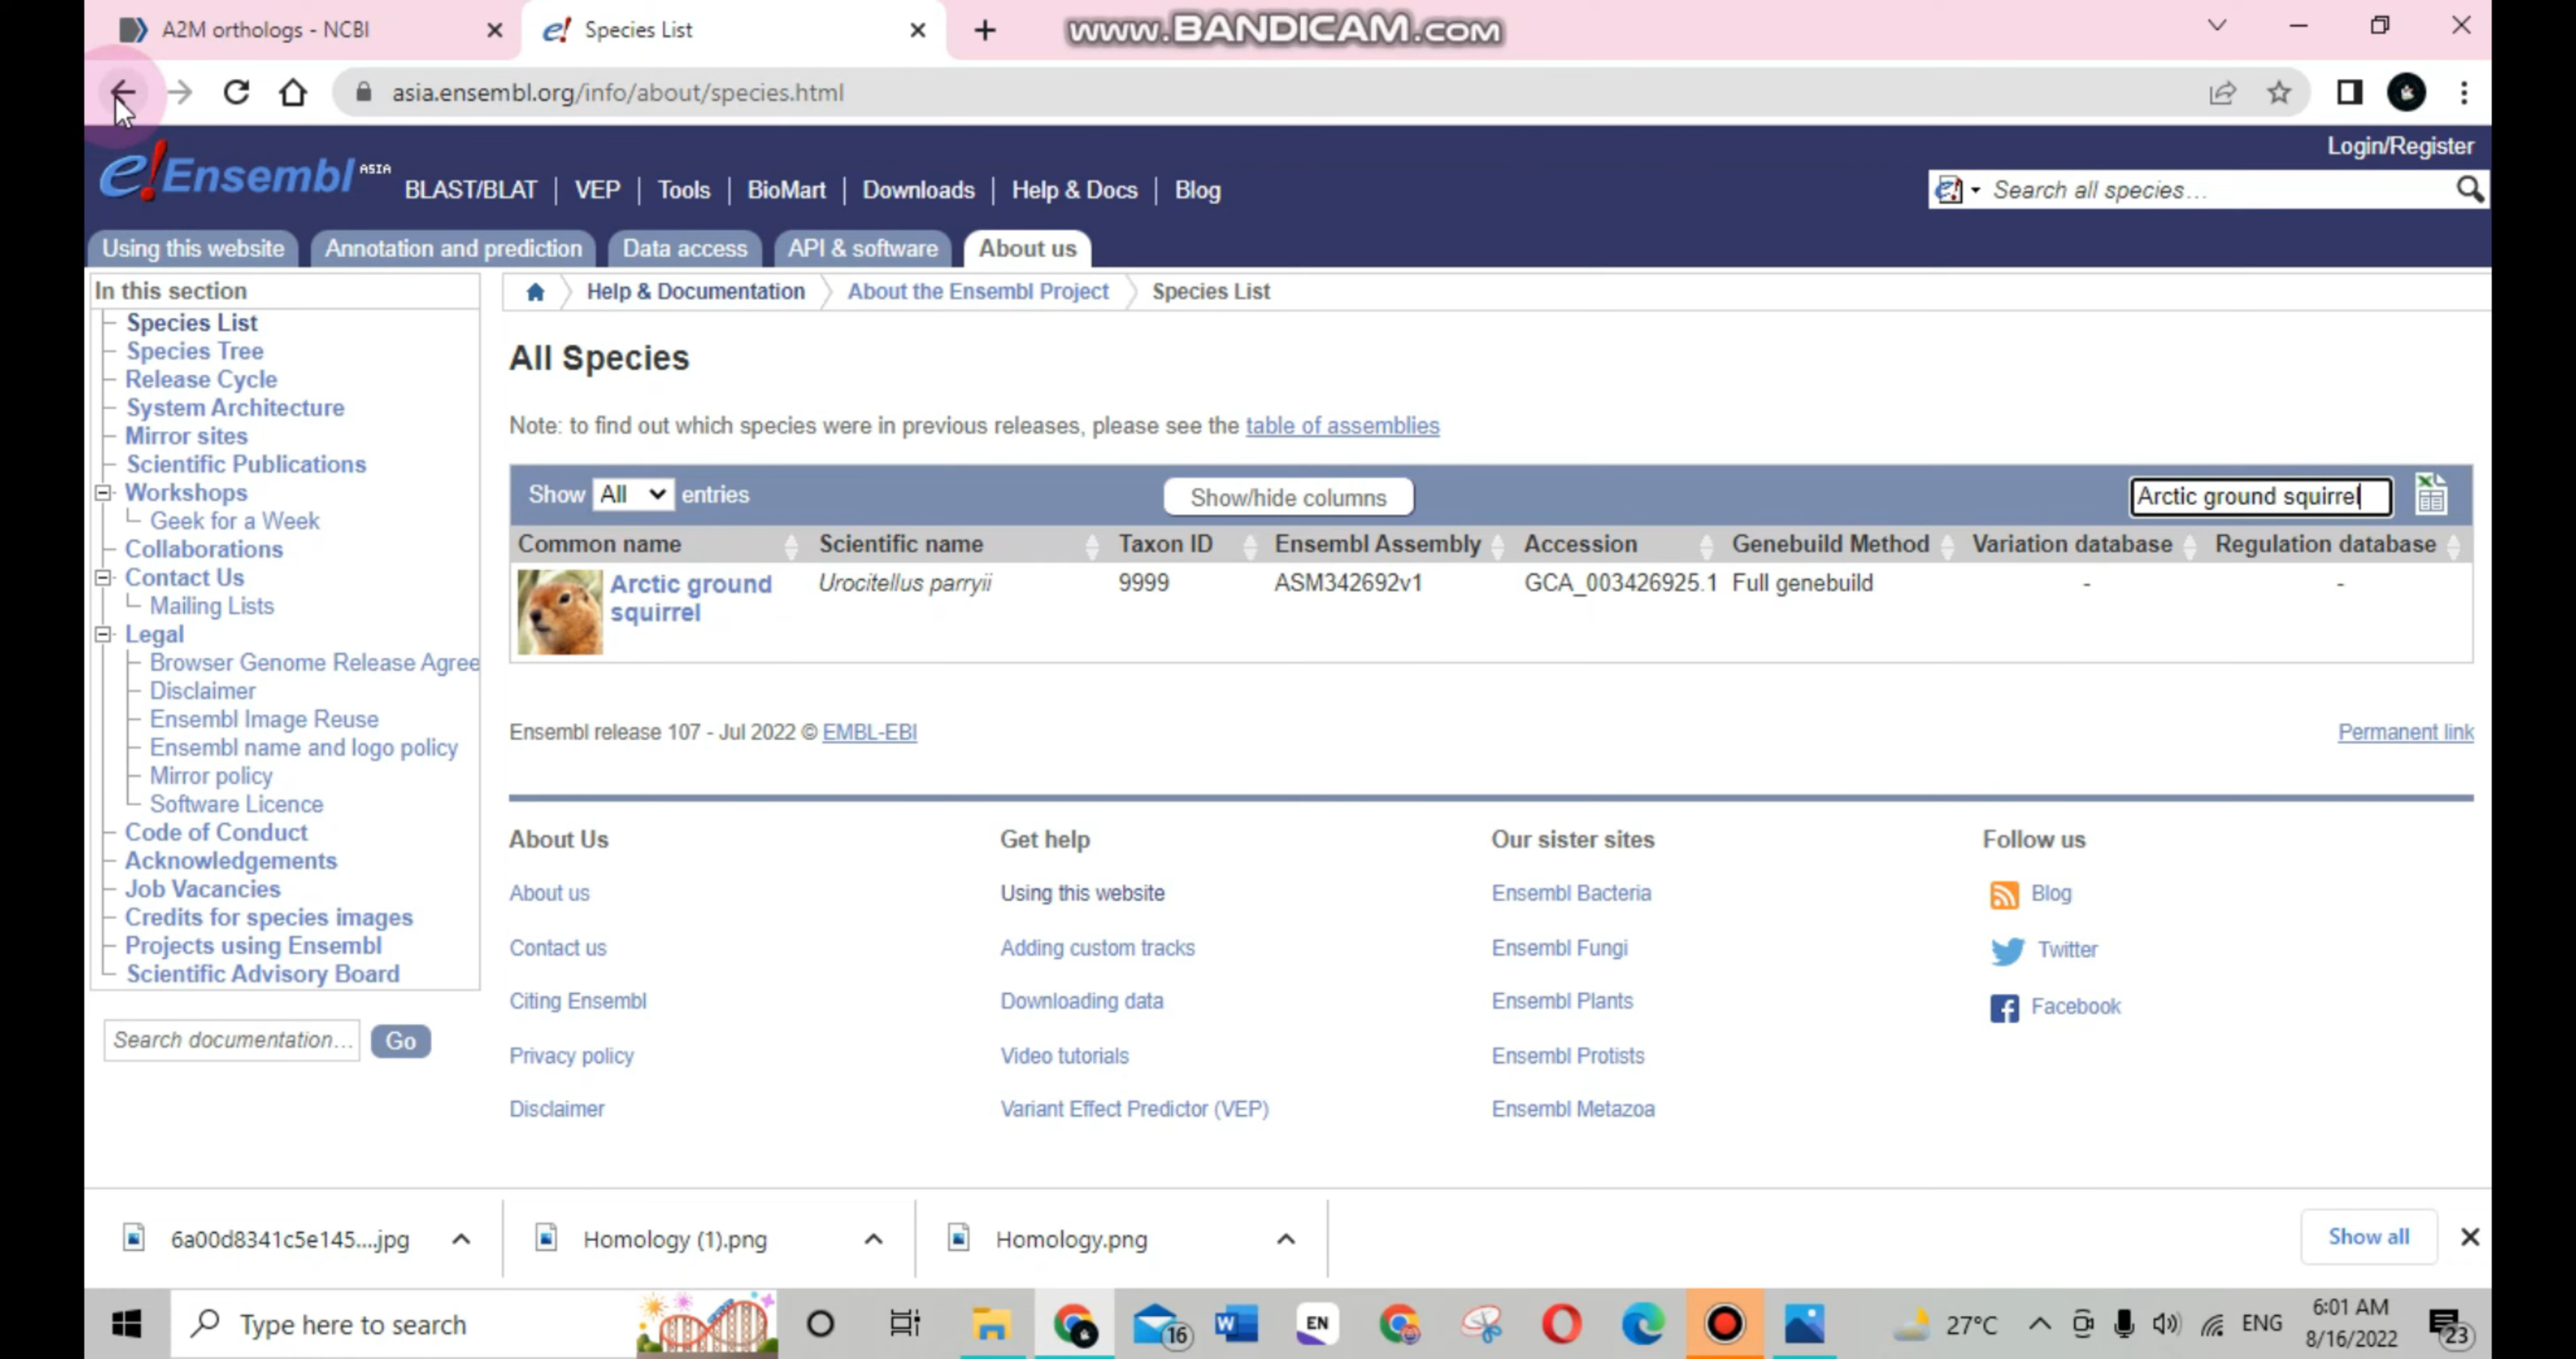 A2M orthologs - NCBI
Species List
www.BANDICAM.com
asia.ensembl.org/info/about/species.html
Login/Register
e!Ensembl ASIA
BLAST/BLAT | VEP | Tools | BioMart | Downloads | Help & Docs | Blog
Search all species...
Using this website
Annotation and prediction
Data access
API & software
About us
In this section
Species List
Species Tree
Release Cycle
System Architecture
Mirror sites
Scientific Publications
Workshops
Geek for a Week
Collaborations
Contact Us
Mailing Lists
Legal
Browser Genome Release Agree
Disclaimer
Ensembl Image Reuse
Ensembl name and logo policy
Mirror policy
Software Licence
Code of Conduct
Acknowledgements
Job Vacancies
Credits for species images
Projects using Ensembl
Scientific Advisory Board
Search documentation...
Go
Help & Documentation
About the Ensembl Project
Species List
All Species
Note: to find out which species were in previous releases, please see the table of assemblies
Show All entries
Show/hide columns
Arctic ground squirrel
Common name
Scientific name
Taxon ID
Ensembl Assembly
Accession
Genebuild Method
Variation database
Regulation database
Arctic ground
squirrel
Urocitellus parryii
9999
ASM342692v1
GCA_003426925.1
Full genebuild
-
-
Ensembl release 107 - Jul 2022 © EMBL-EBI
Permanent link
About Us
About us
Contact us
Citing Ensembl
Privacy policy
Disclaimer
Get help
Using this website
Adding custom tracks
Downloading data
Video tutorials
Variant Effect Predictor (VEP)
Our sister sites
Ensembl Bacteria
Ensembl Fungi
Ensembl Plants
Ensembl Protists
Ensembl Metazoa
Follow us
Blog
Twitter
Facebook
6a00d8341c5e145....jpg
Homology (1).png
Homology.png
Show all
Type here to search
16
EN
27°C
ENG
6:01 AM
8/16/2022
23